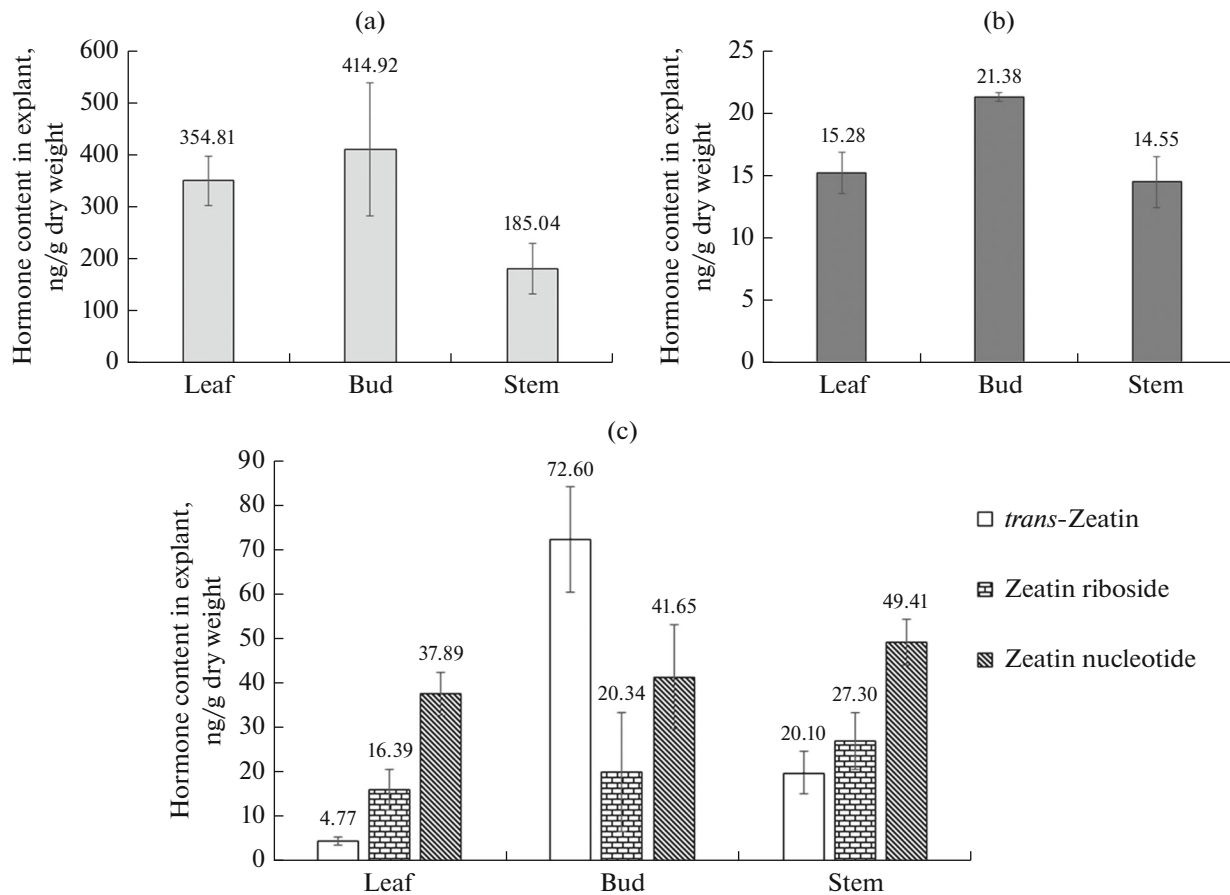 (a)
Hormone content in explant,
ng/g dry weight
600
500
400
300
200
100
0
354.81
414.92
185.04
Leaf
Bud
Stem
(b)
Hormone content in explant,
ng/g dry weight
25
20
15
10
5
0
15.28
21.38
14.55
Leaf
Bud
Stem
(c)
Hormone content in explant,
ng/g dry weight
90
80
70
60
50
40
30
20
10
0
4.77
16.39
37.89
72.60
20.34
41.65
20.10
27.30
49.41
Leaf
Bud
Stem
trans-Zeatin
Zeatin riboside
Zeatin nucleotide